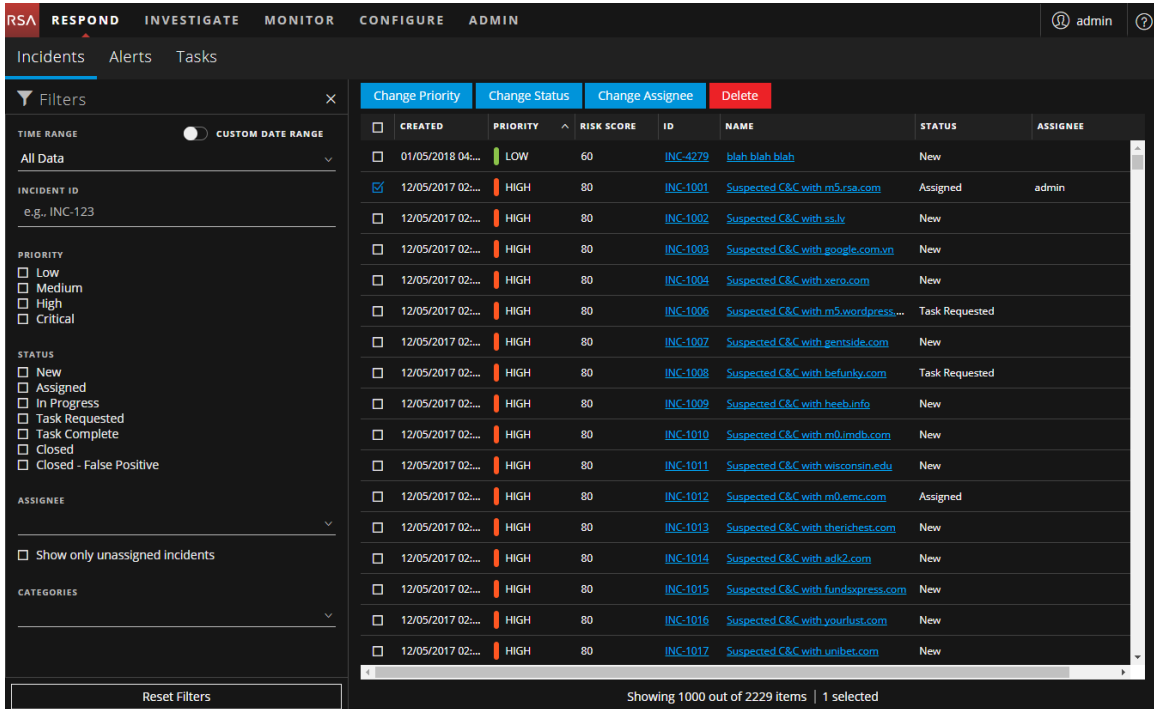 RSA RESPOND INVESTIGATE MONITOR CONFIGURE ADMIN admin ?
Incidents Alerts Tasks
Filters
TIME RANGE CUSTOM DATE RANGE
All Data
INCIDENT ID
e.g., INC-123
PRIORITY
Low
Medium
High
Critical
STATUS
New
Assigned
In Progress
Task Requested
Task Complete
Closed
Closed - False Positive
ASSIGNEE
Show only unassigned incidents
CATEGORIES
Reset Filters
Change Priority Change Status Change Assignee Delete
CREATED PRIORITY RISK SCORE ID NAME STATUS ASSIGNEE
01/05/2018 04:... LOW 60 INC-4279 blah blah blah New
12/05/2017 02:... HIGH 80 INC-1001 Suspected C&C with m5.rsa.com Assigned admin
12/05/2017 02:... HIGH 80 INC-1002 Suspected C&C with ss.lv New
12/05/2017 02:... HIGH 80 INC-1003 Suspected C&C with google.com.vn New
12/05/2017 02:... HIGH 80 INC-1004 Suspected C&C with xero.com New
12/05/2017 02:... HIGH 80 INC-1006 Suspected C&C with m5.wordpress.... Task Requested
12/05/2017 02:... HIGH 80 INC-1007 Suspected C&C with gentside.com New
12/05/2017 02:... HIGH 80 INC-1008 Suspected C&C with befunky.com Task Requested
12/05/2017 02:... HIGH 80 INC-1009 Suspected C&C with heeb.info New
12/05/2017 02:... HIGH 80 INC-1010 Suspected C&C with m0.imdb.com New
12/05/2017 02:... HIGH 80 INC-1011 Suspected C&C with wisconsin.edu New
12/05/2017 02:... HIGH 80 INC-1012 Suspected C&C with m0.emc.com Assigned
12/05/2017 02:... HIGH 80 INC-1013 Suspected C&C with therichest.com New
12/05/2017 02:... HIGH 80 INC-1014 Suspected C&C with adk2.com New
12/05/2017 02:... HIGH 80 INC-1015 Suspected C&C with fundsxpress.com New
12/05/2017 02:... HIGH 80 INC-1016 Suspected C&C with yourlust.com New
12/05/2017 02:... HIGH 80 INC-1017 Suspected C&C with unibet.com New
Showing 1000 out of 2229 items | 1 selected